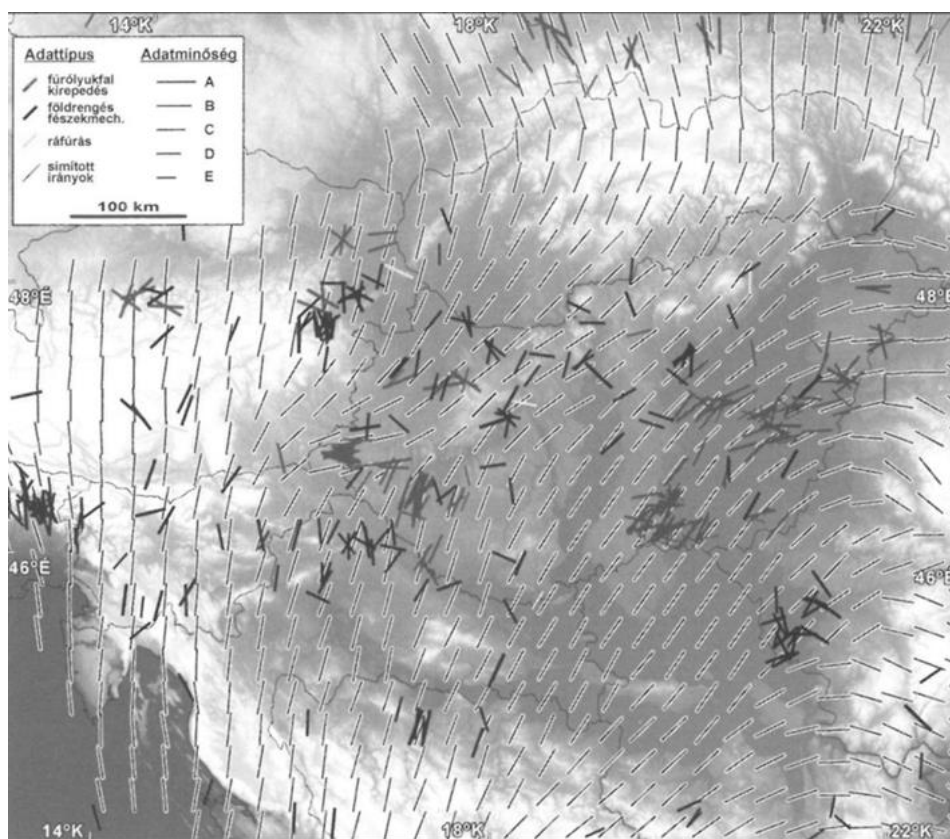 14°K 18°K 22°K
Adattípus Adatminőség
fúrólyukfal
kirepedés
földrengés
fészekmech.
ráfúrás
simított
irányok
A
B
C
D
E
100 km
48°É 48°É
46°É 46°É
14°K 18°K 22°K